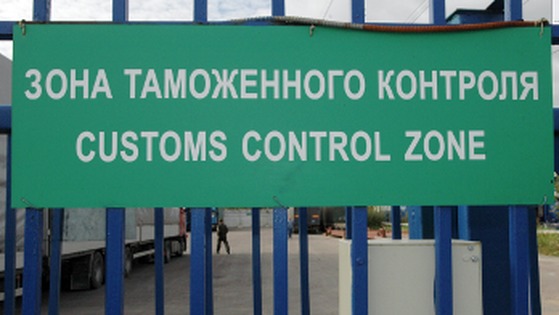 ЗОНА ТАМОЖЕННОГО КОНТРОЛЯ
CUSTOMS CONTROL ZONE